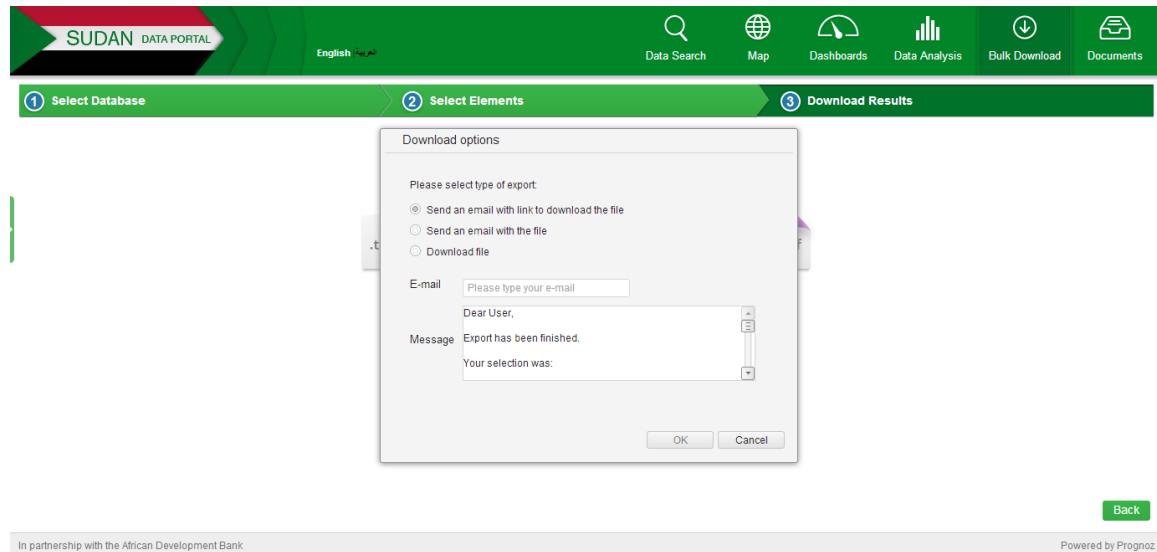 SUDAN DATA PORTAL
English العربية
Data Search
Map
Dashboards
Data Analysis
Bulk Download
Documents
1 Select Database
2 Select Elements
3 Download Results
Download options
Please select type of export:
Send an email with link to download the file
Send an email with the file
Download file
.t
f
E-mail
Please type your e-mail
Message
Dear User,
Export has been finished.
Your selection was:
OK
Cancel
Back
In partnership with the African Development Bank
Powered by Prognoz